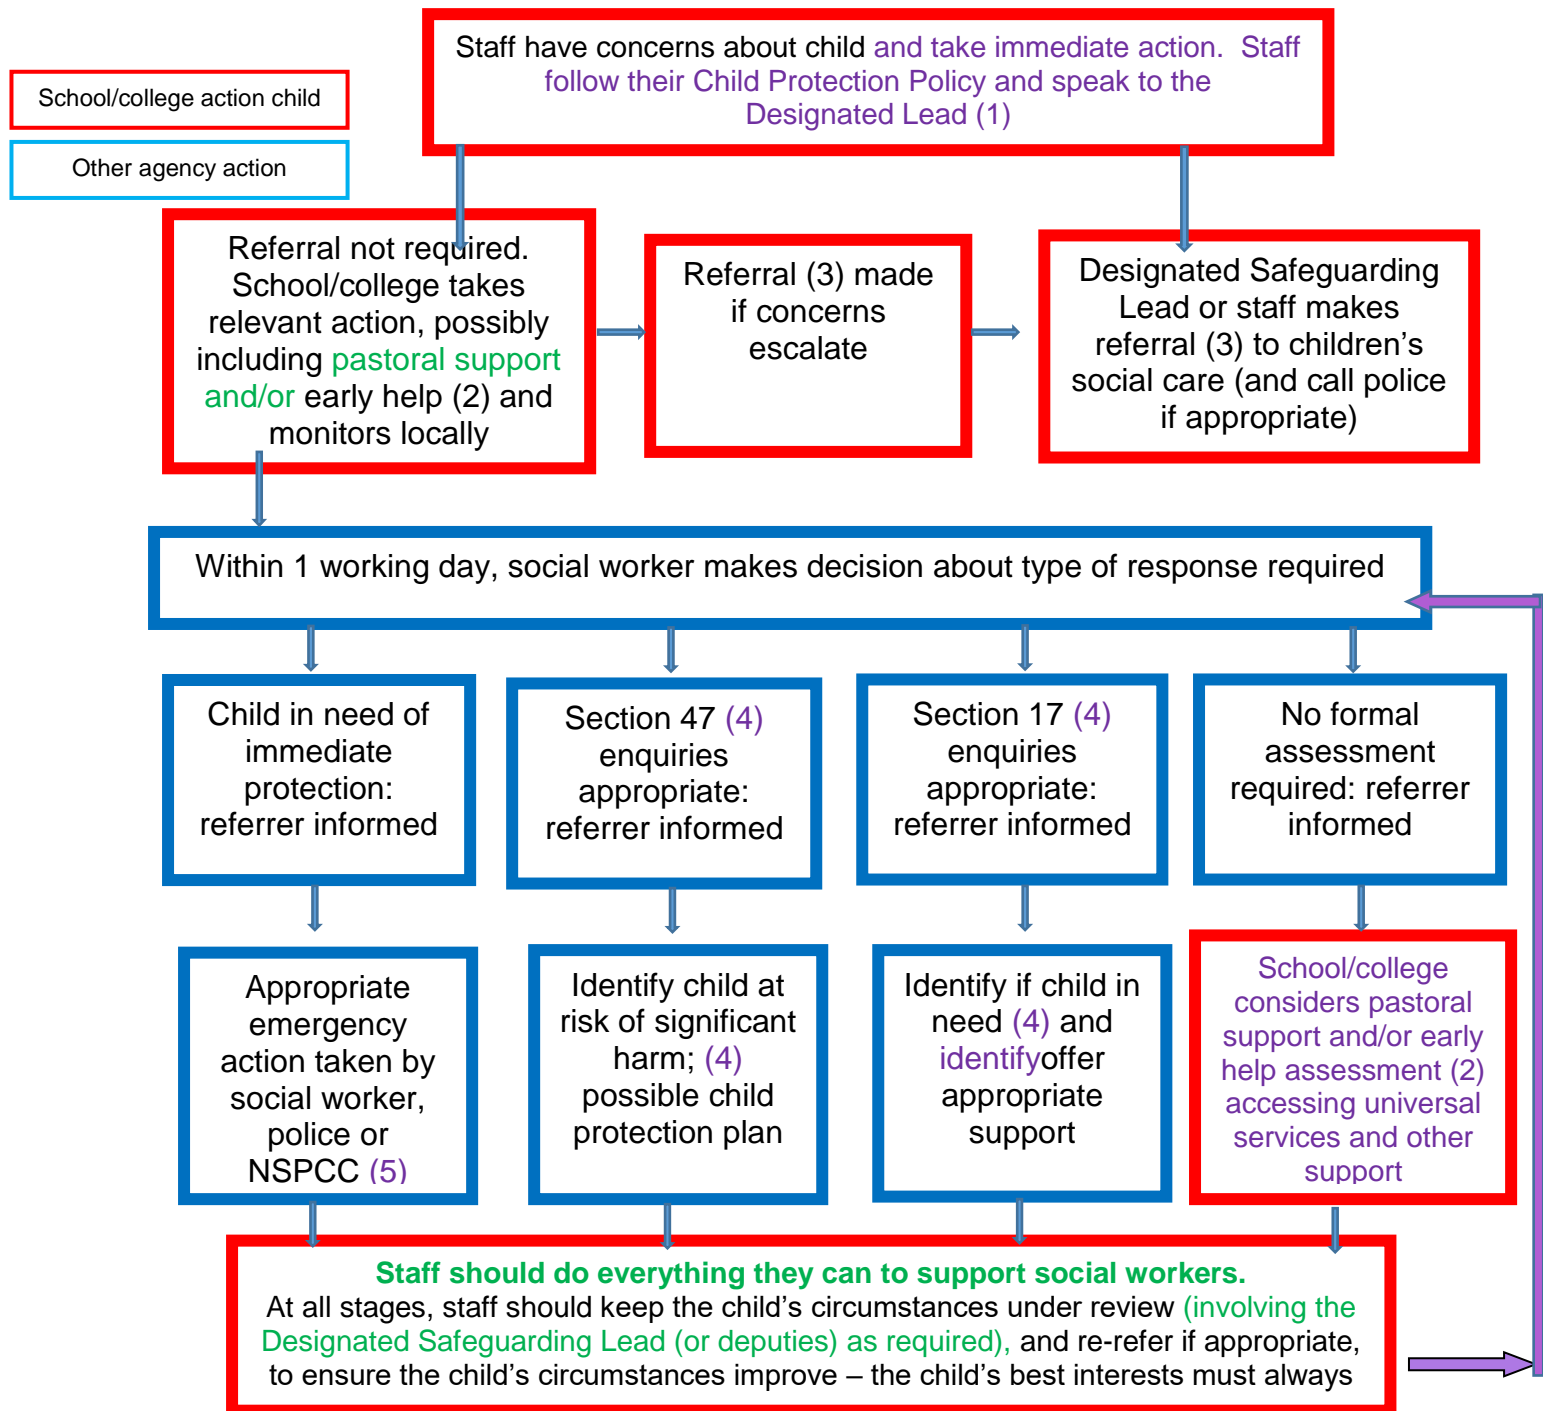 Staff have concerns about child and take immediate action.  Staff
follow their Child Protection Policy and speak to the
Designated Lead (1)
School/college action child
Other agency action
Referral not required.
School/college takes
relevant action, possibly
including pastoral support
and/or early help (2) and
monitors locally
Referral (3) made
if concerns
escalate
Designated Safeguarding
Lead or staff makes
referral (3) to children’s
social care (and call police
if appropriate)
Within 1 working day, social worker makes decision about type of response required
Child in need of
immediate
protection:
referrer informed
Section 47 (4)
enquiries
appropriate:
referrer informed
Section 17 (4)
enquiries
appropriate:
referrer informed
No formal
assessment
required: referrer
informed
Appropriate
emergency
action taken by
social worker,
police or
NSPCC (5)
Identify child at
risk of significant
harm; (4)
possible child
protection plan
Identify if child in
need (4) and
identifyoffer
appropriate
support
School/college
considers pastoral
support and/or early
help assessment (2)
accessing universal
services and other
support
Staff should do everything they can to support social workers.
At all stages, staff should keep the child’s circumstances under review (involving the
Designated Safeguarding Lead (or deputies) as required), and re-refer if appropriate,
to ensure the child’s circumstances improve – the child’s best interests must always